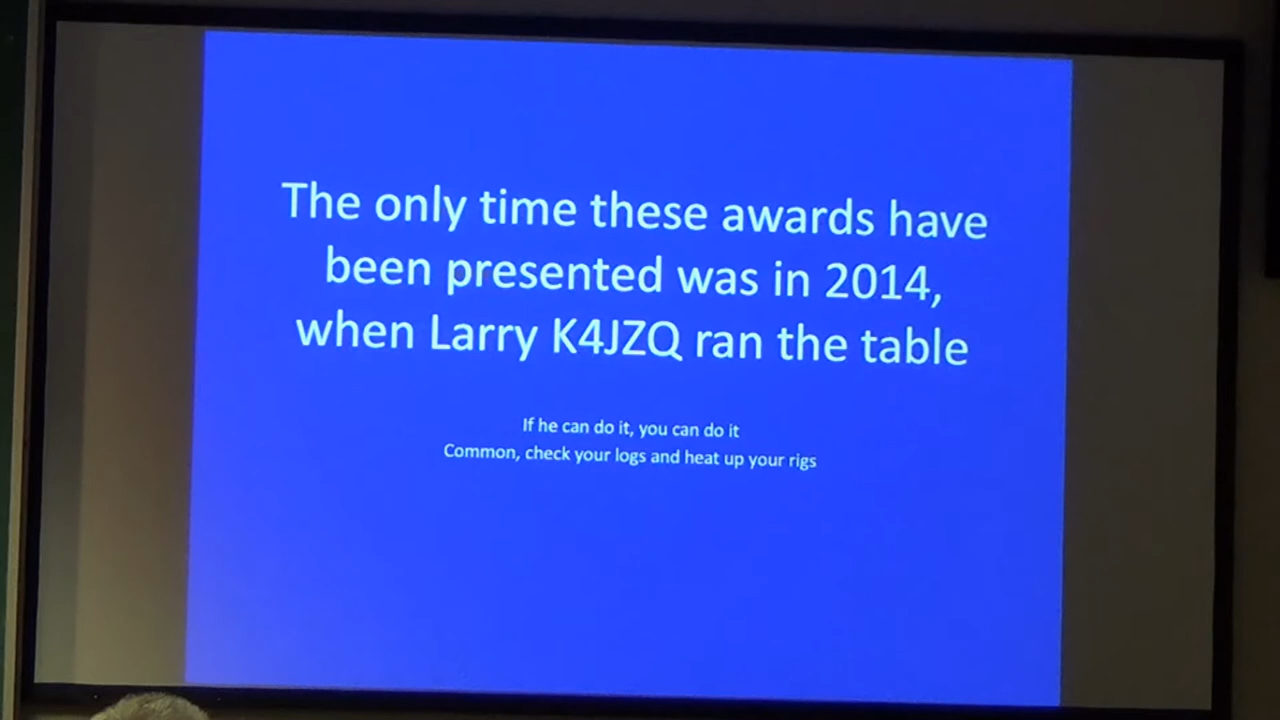 The only time these awards have
been presented was in 2014,
when Larry K4JZQ ran the table
If he can do it, you can do it
Common, check your logs and heat up your rigs